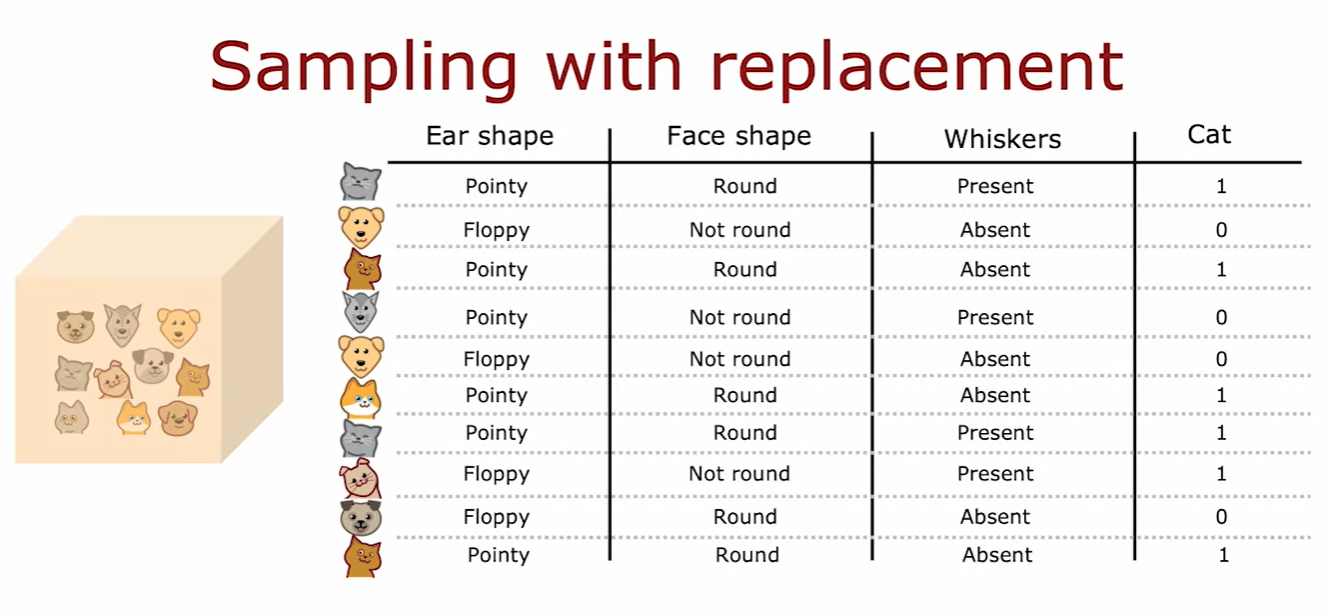 Sampling with replacement
Ear shape Face shape Whiskers Cat
Pointy Round Present 1
Floppy Not round Absent 0
Pointy Round Absent 1
Pointy Not round Present 0
Floppy Not round Absent 0
Pointy Round Absent 1
Pointy Round Present 1
Floppy Not round Present 1
Floppy Round Absent 0
Pointy Round Absent 1